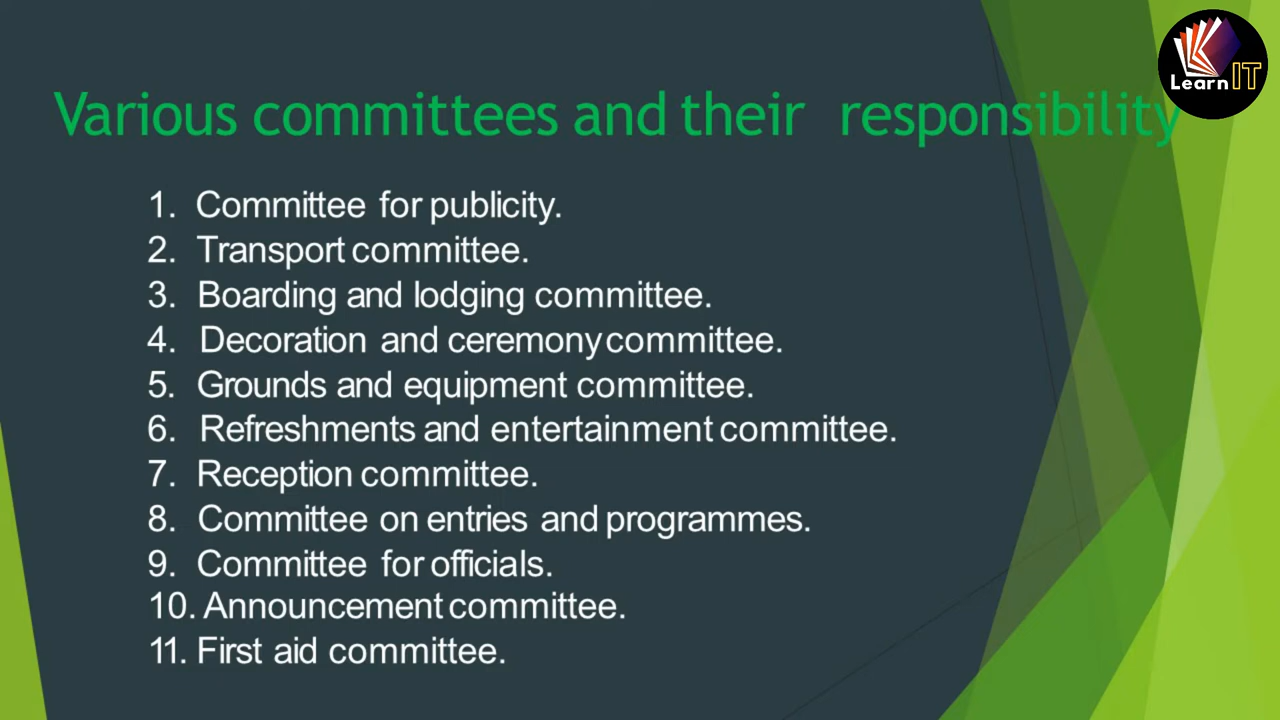 Learn IT
Various committees and their responsibility
1. Committee for publicity.
2. Transport committee.
3. Boarding and lodging committee.
4. Decoration and ceremony committee.
5. Grounds and equipment committee.
6. Refreshments and entertainment committee.
7. Reception committee.
8. Committee on entries and programmes.
9. Committee for officials.
10. Announcement committee.
11. First aid committee.